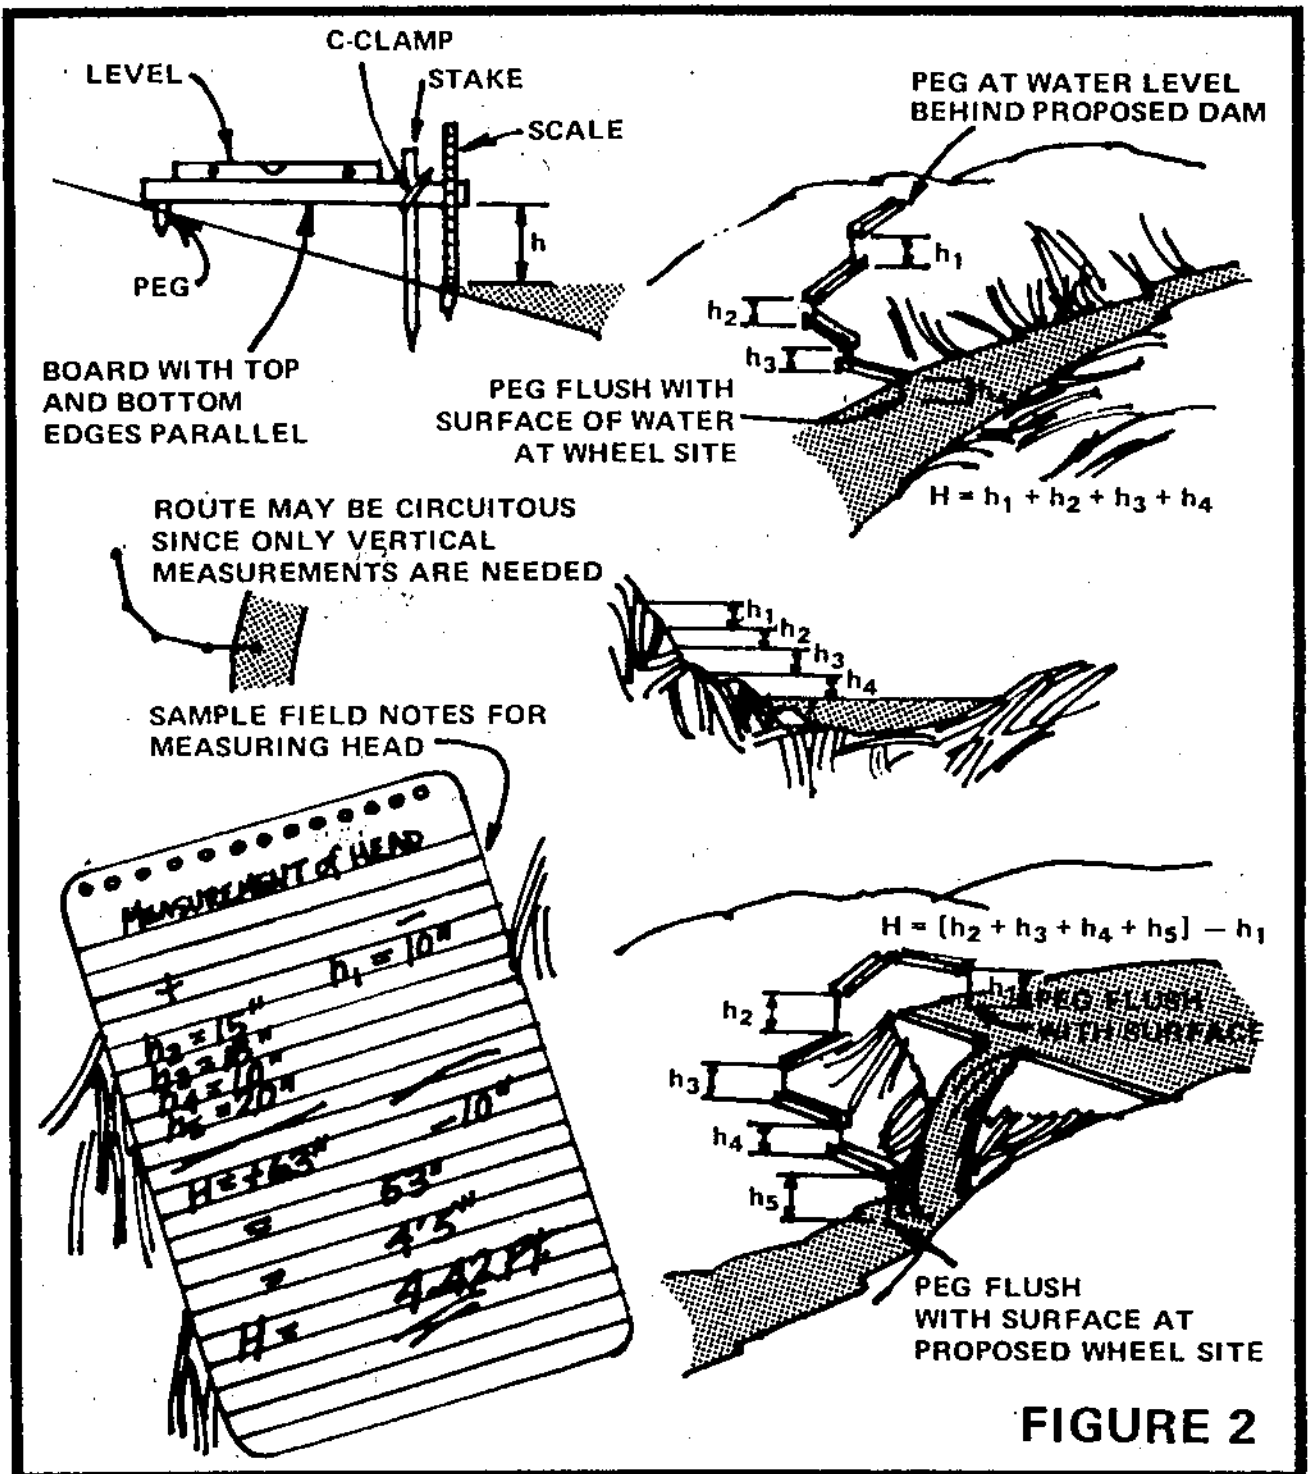 C-CLAMP
LEVEL
STAKE
SCALE
h
PEG
BOARD WITH TOP
AND BOTTOM
EDGES PARALLEL
PEG AT WATER LEVEL
BEHIND PROPOSED DAM
h1
h2
h3
PEG FLUSH WITH
SURFACE OF WATER
AT WHEEL SITE
H = h1 + h2 + h3 + h4
ROUTE MAY BE CIRCUITOUS
SINCE ONLY VERTICAL
MEASUREMENTS ARE NEEDED
h1
h2
h3
h4
SAMPLE FIELD NOTES FOR
MEASURING HEAD
MEASUREMENT of HEAD
+ −
h1 = 10"
h2 = 15"
h3 = 18"
h4 = 10"
h5 = 20"
H = +63" −10"
= 53"
= 4'5"
H = 4.42 Ft.
H = [h2 + h3 + h4 + h5] − h1
h1
PEG FLUSH
WITH SURFACE
h2
h3
h4
h5
PEG FLUSH
WITH SURFACE AT
PROPOSED WHEEL SITE
FIGURE 2